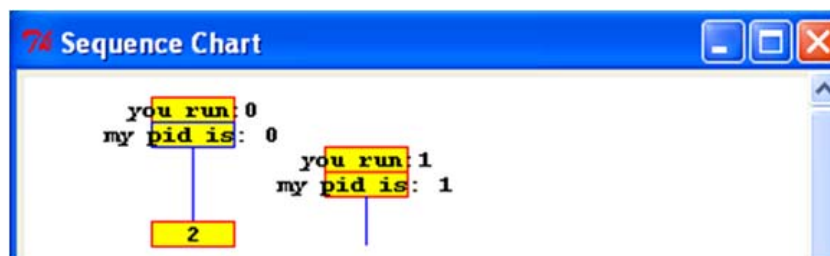 Sequence Chart
you run:0
my pid is: 0
you run:1
my pid is: 1
2